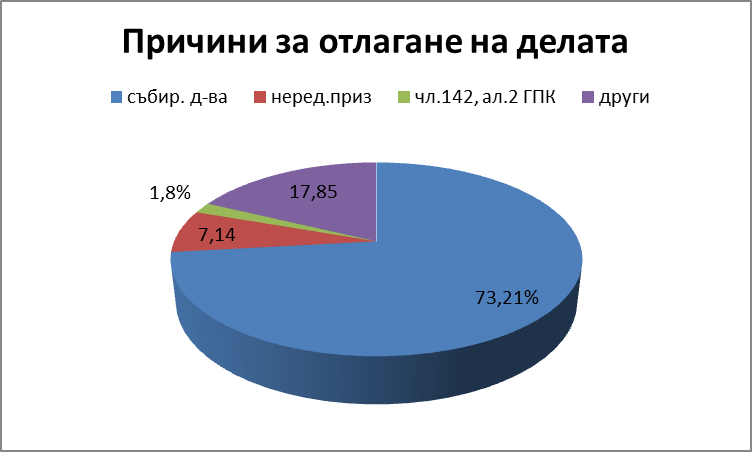 Причини за отлагане на делата
събир. д-ва неред.приз чл.142, ал.2 ГПК други
1,8%
17,85
7,14
73,21%